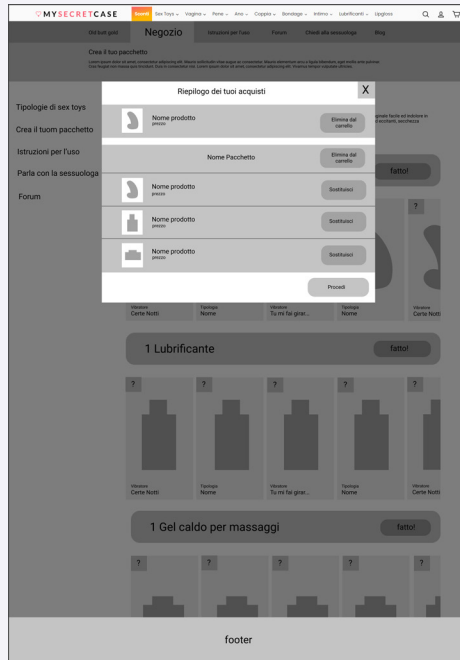 MYSECRETCASE
Sex Toys Vagina Pene Ano Coppia Bondage Intimo Lubrificanti Upgloss
Negozio Istruzioni per l'uso Forum Chiedi alla sessuologa Blog
Crea il tuo pacchetto
Riepilogo dei tuoi acquisti X
Nome prodotto
prezzo
Elimina dal
carrello
Nome Pacchetto
Elimina dal
carrello
Nome prodotto
prezzo
Sostituisci
Nome prodotto
prezzo
Sostituisci
Nome prodotto
prezzo
Sostituisci
Procedi
Tipologie di sex toys
Crea il tuom pacchetto
Istruzioni per l'uso
Parla con la sessuologa
Forum
fatto!
?
Vibratore Tipologia Vibratore Tipologia Vibratore
Certe Notti Nome Tu mi fai girar... Nome Certe Notti
1 Lubrificante fatto!
? ? ? ? ?
Vibratore Tipologia Vibratore Tipologia Vibratore
Certe Notti Nome Tu mi fai girar... Nome Certe Notti
1 Gel caldo per massaggi fatto!
? ? ? ? ?
footer